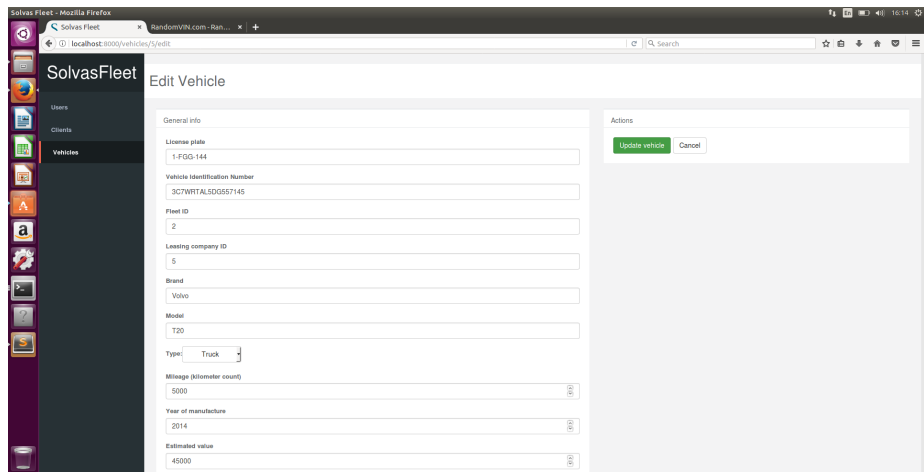 Solvas Fleet - Mozilla Firefox
En
16:14
Solvas Fleet ×
RandomVIN.com - Ran... × +
localhost:8000/vehicles/5/edit
Search
SolvasFleet
Edit Vehicle
Users
Clients
Vehicles
General info
Actions
License plate
1-FGG-144
Update vehicle
Cancel
Vehicle Identification Number
3C7WRTAL5DG557145
Fleet ID
2
Leasing company ID
5
Brand
Volvo
Model
T20
Type: Truck
Mileage (kilometer count)
5000
Year of manufacture
2014
Estimated value
45000